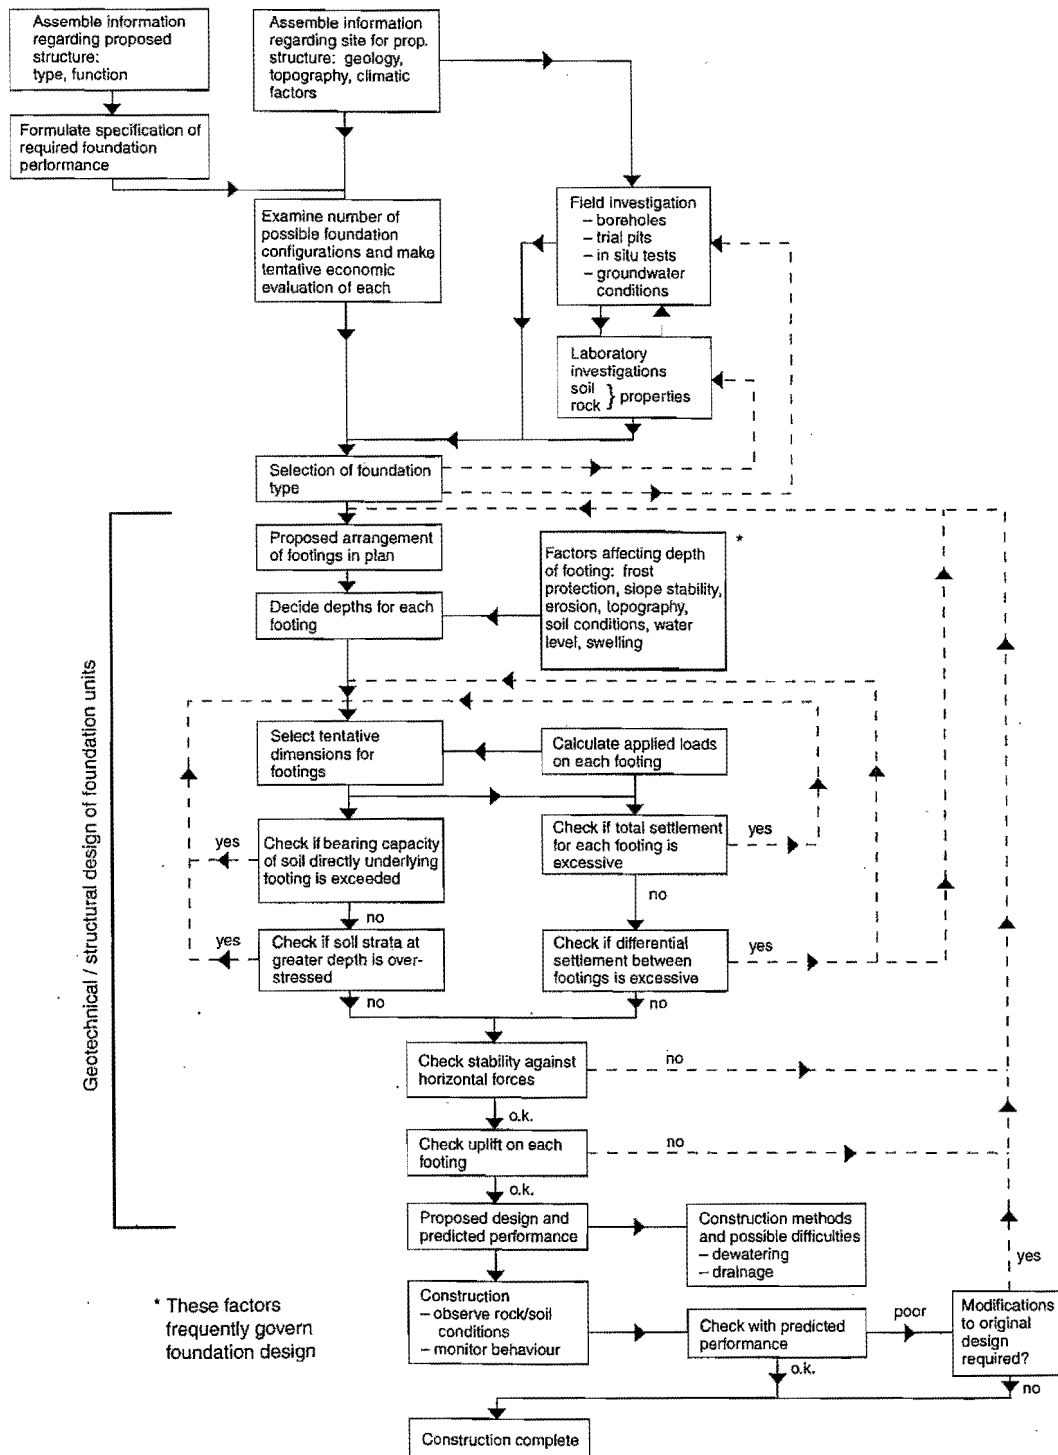 Assemble information
regarding proposed
structure:
type, function
Assemble information
regarding site for prop.
structure: geology,
topography, climatic
factors
Formulate specification of
required foundation
performance
Examine number of
possible foundation
configurations and make
tentative economic
evaluation of each
Field investigation
– boreholes
– trial pits
– in situ tests
– groundwater
conditions
Laboratory
investigations
soil
rock } properties
Selection of foundation
type
Proposed arrangement
of footings in plan
*
Factors affecting depth
of footing: frost
protection, slope stability,
erosion, topography,
soil conditions, water
level, swelling
Decide depths for each
footing
Geotechnical / structural design of foundation units
Select tentative
dimensions for
footings
Calculate applied loads
on each footing
yes
Check if bearing capacity
of soil directly underlying
footing is exceeded
Check if total settlement
for each footing is
excessive
yes
no
no
yes
Check if soil strata at
greater depth is over-
stressed
Check if differential
settlement between
footings is excessive
yes
no
no
Check stability against
horizontal forces
no
o.k.
Check uplift on each
footing
no
o.k.
Proposed design and
predicted performance
Construction methods
and possible difficulties
– dewatering
– drainage
yes
* These factors
frequently govern
foundation design
Construction
– observe rock/soil
conditions
– monitor behaviour
Check with predicted
performance
poor
Modifications
to original
design
required?
o.k.
no
Construction complete